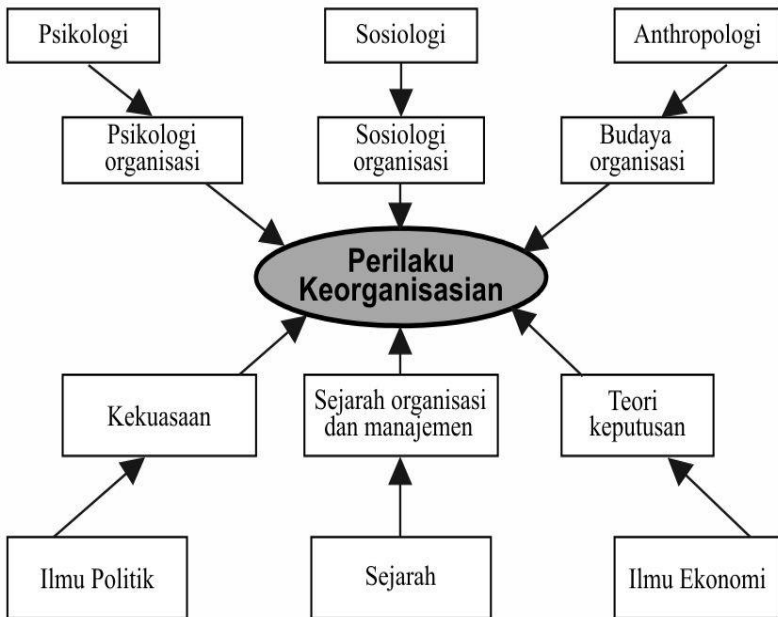 Psikologi
Sosiologi
Anthropologi
Psikologi
organisasi
Sosiologi
organisasi
Budaya
organisasi
Perilaku
Keorganisasian
Kekuasaan
Sejarah organisasi
dan manajemen
Teori
keputusan
Ilmu Politik
Sejarah
Ilmu Ekonomi